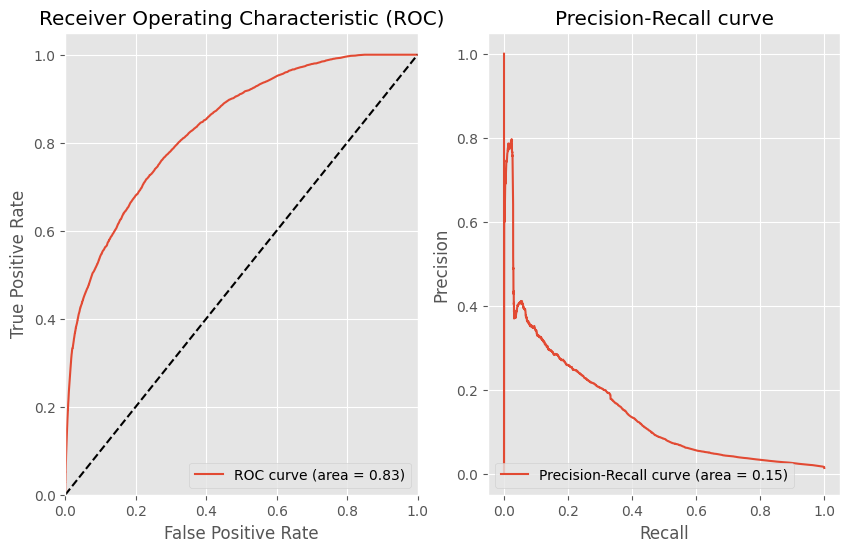 Receiver Operating Characteristic (ROC)
1.0
0.8
0.6
0.4
0.2
0.0
True Positive Rate
0.0 0.2 0.4 0.6 0.8 1.0
False Positive Rate
ROC curve (area = 0.83)
Precision-Recall curve
1.0
0.8
0.6
0.4
0.2
0.0
Precision
0.0 0.2 0.4 0.6 0.8 1.0
Recall
Precision-Recall curve (area = 0.15)